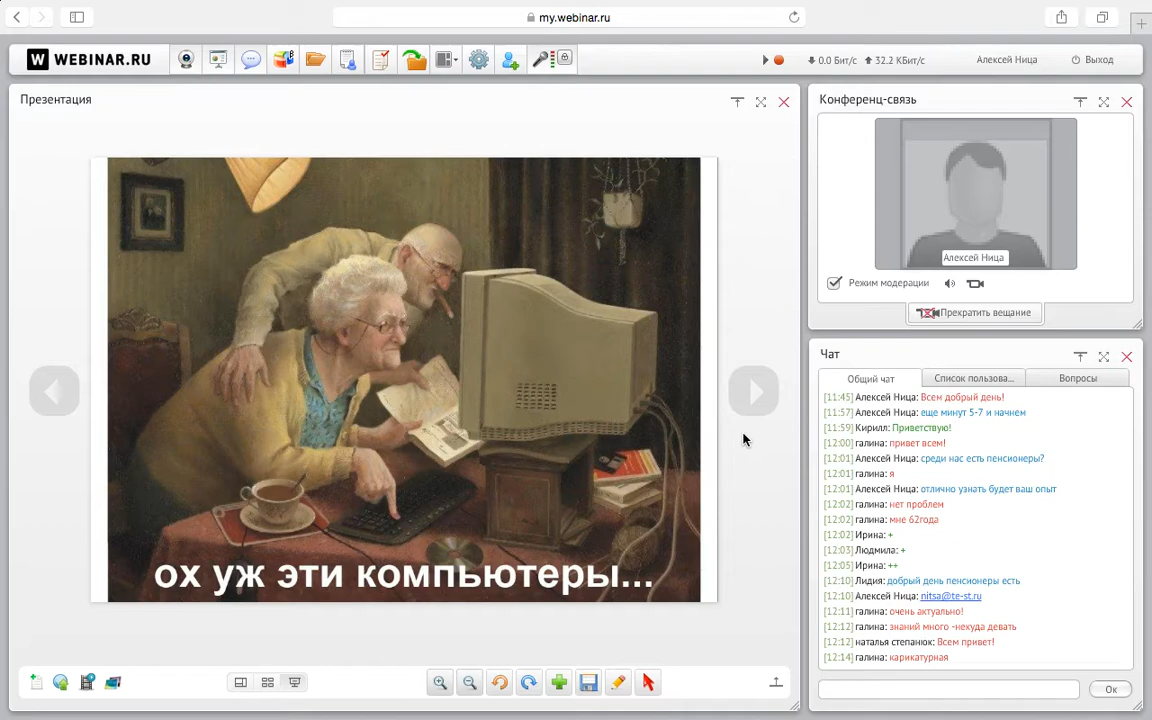 my.webinar.ru
W WEBINAR.RU
0.0 Бит/с 32.2 КБит/с
Алексей Ница
Выход
Презентация
ох уж эти компьютеры...
Конференц-связь
Алексей Ница
Режим модерации
Прекратить вещание
Чат
Общий чат
Список пользова...
Вопросы
[11:45] Алексей Ница: Всем добрый день!
[11:57] Алексей Ница: еще минут 5-7 и начнем
[11:59] Кирилл: Приветствую!
[12:00] галина: привет всем!
[12:01] Алексей Ница: среди нас есть пенсионеры?
[12:01] галина: я
[12:01] Алексей Ница: отлично узнать будет ваш опыт
[12:02] галина: нет проблем
[12:02] галина: мне 62года
[12:02] Ирина: +
[12:03] Людмила: +
[12:05] Ирина: ++
[12:10] Лидия: добрый день пенсионеры есть
[12:10] Алексей Ница: nitsa@te-st.ru
[12:11] галина: очень актуально!
[12:12] галина: знаний много -нехуда девать
[12:12] наталья степанюк: Всем привет!
[12:14] галина: карикатурная
Ок